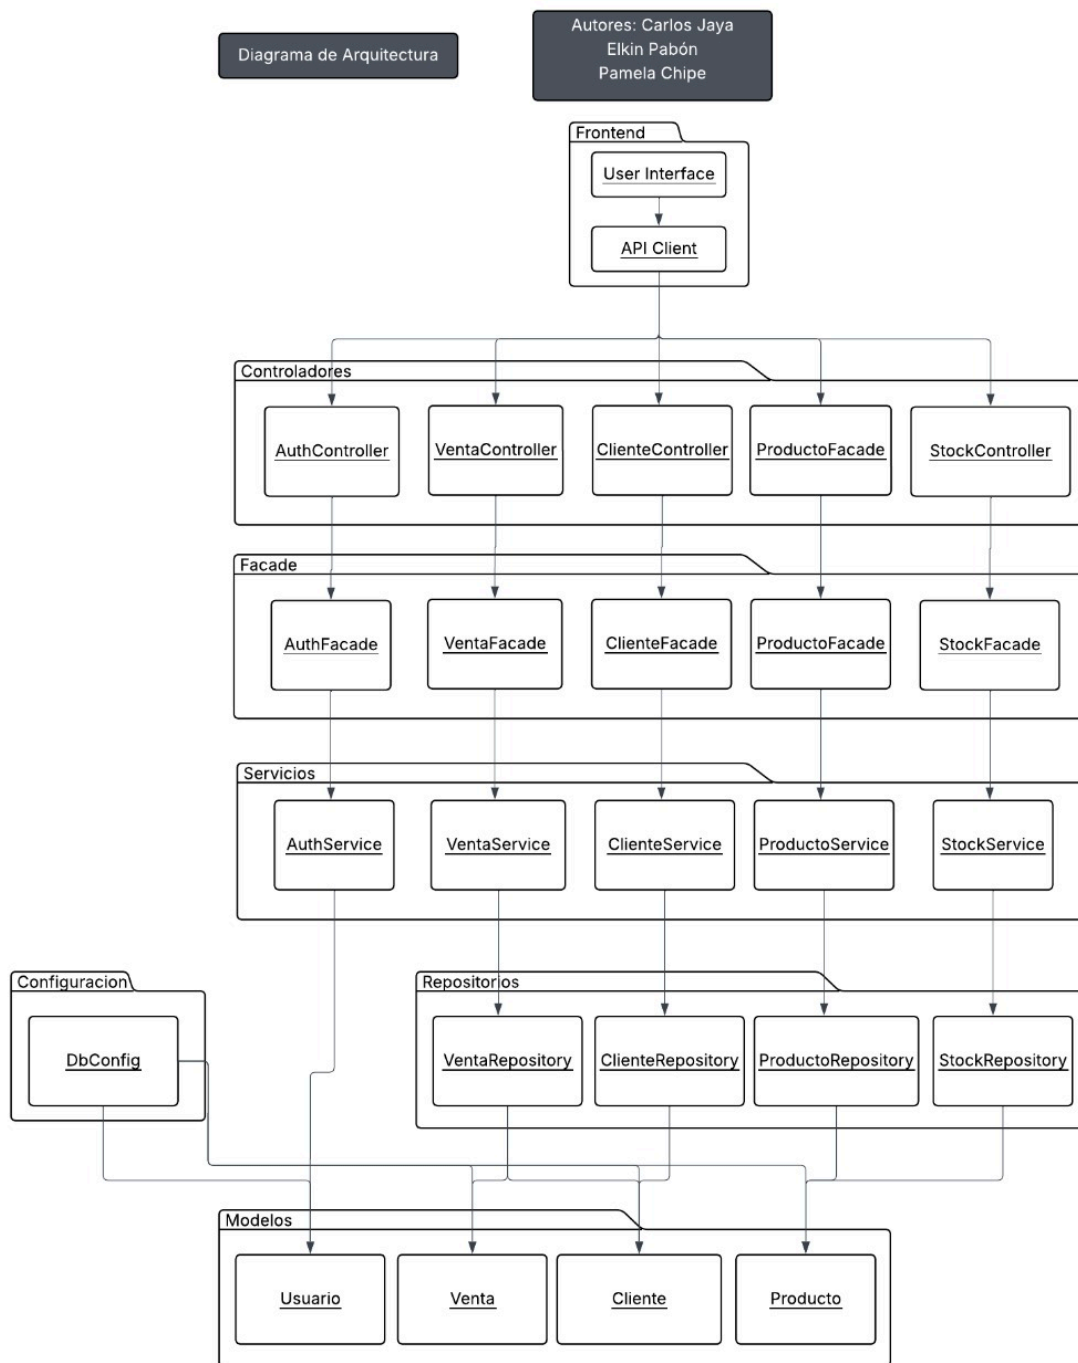 Diagrama de Arquitectura
Autores: Carlos Jaya
Elkin Pabón
Pamela Chipe
Frontend
User Interface
API Client
Controladores
AuthController
VentaController
ClienteController
ProductoFacade
StockController
Facade
AuthFacade
VentaFacade
ClienteFacade
ProductoFacade
StockFacade
Servicios
AuthService
VentaService
ClienteService
ProductoService
StockService
Configuracion
DbConfig
Repositorios
VentaRepository
ClienteRepository
ProductoRepository
StockRepository
Modelos
Usuario
Venta
Cliente
Producto